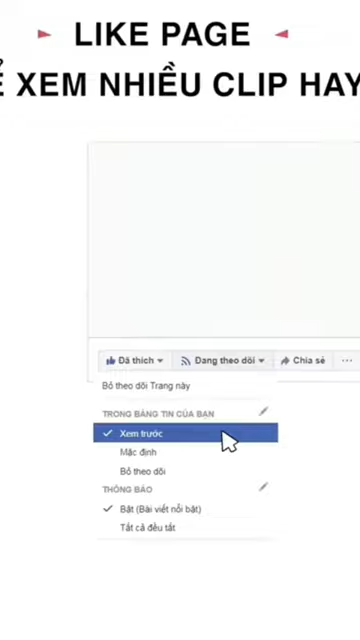 LIKE PAGE
Ể XEM NHIỀU CLIP HAY
Đã thích
Đang theo dõi
Chia sẻ
Bỏ theo dõi Trang này
TRONG BẢNG TIN CỦA BẠN
Xem trước
Mặc định
Bỏ theo dõi
THÔNG BÁO
Bật (Bài viết nổi bật)
Tất cả đều tắt